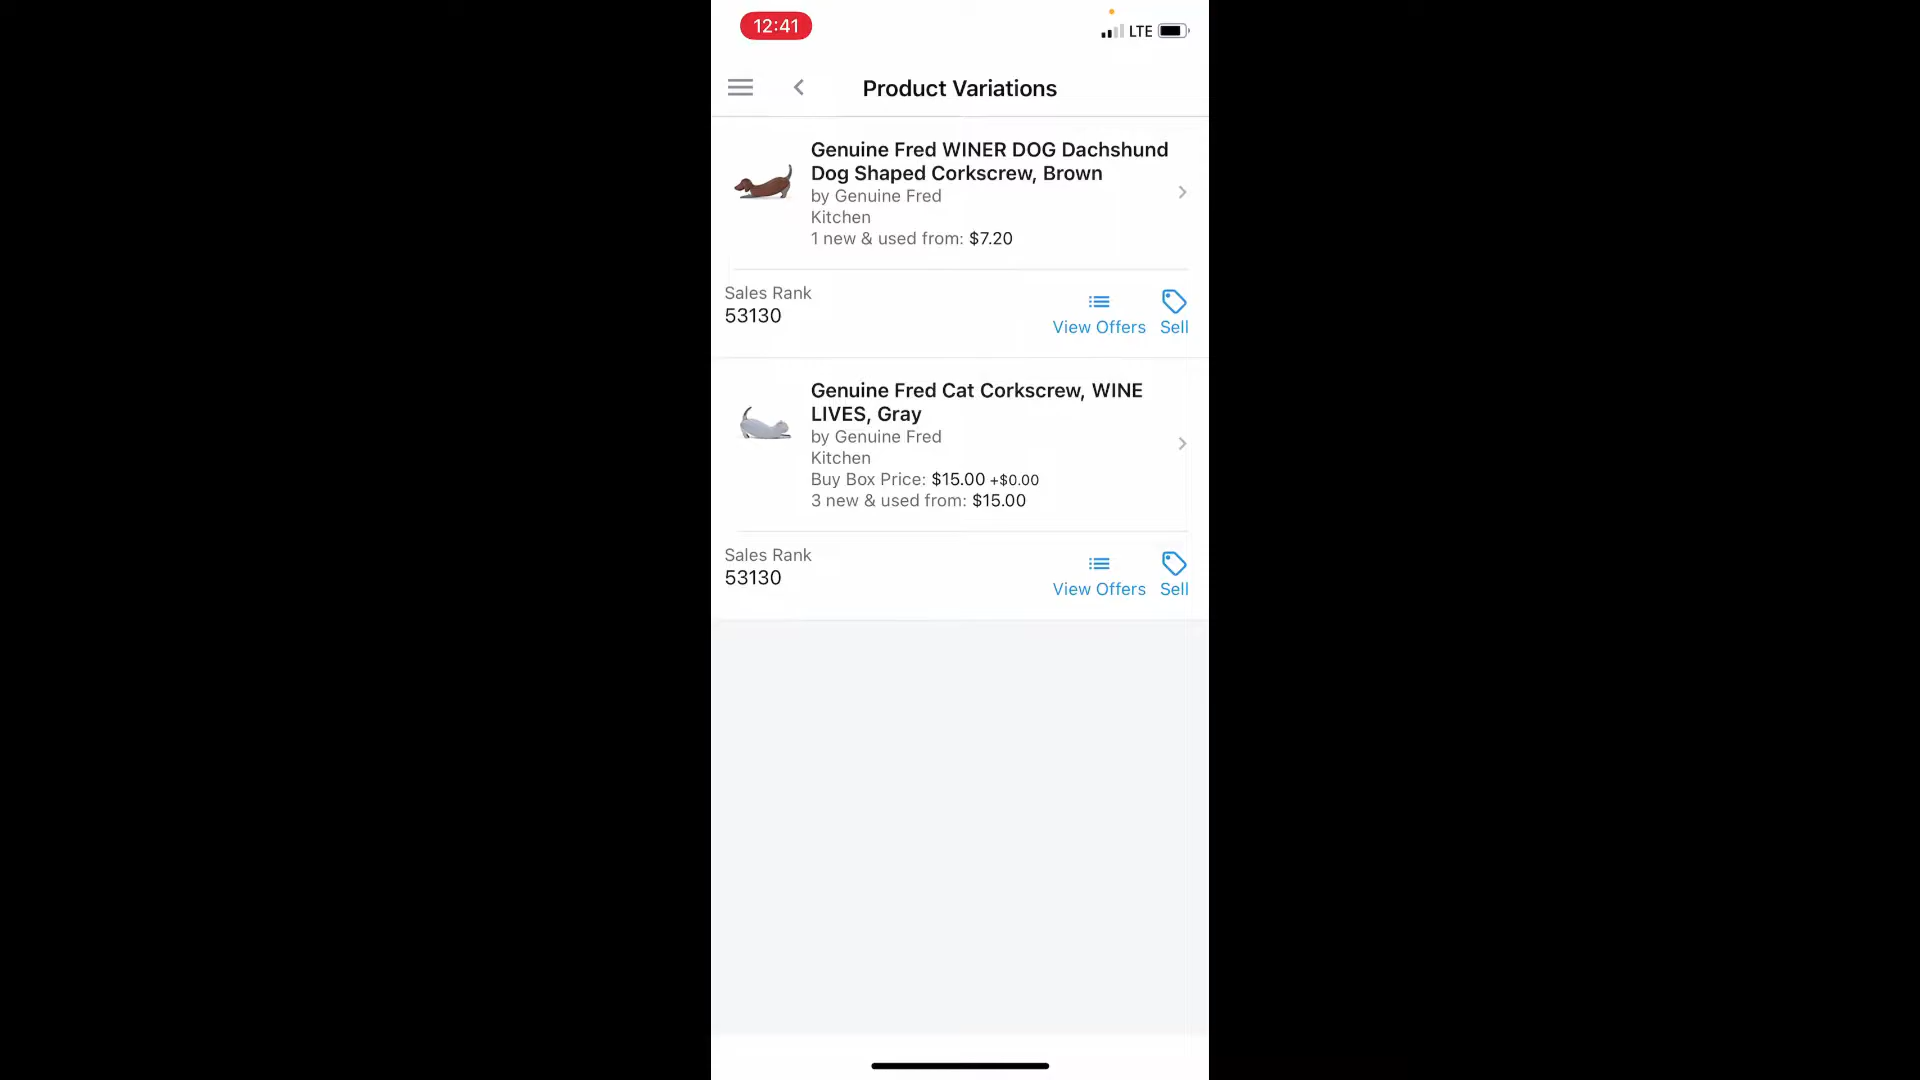 12:41
LTE
Product Variations
Genuine Fred WINER DOG Dachshund
Dog Shaped Corkscrew, Brown
by Genuine Fred
Kitchen
1 new & used from: $7.20
Sales Rank
53130
View Offers
Sell
Genuine Fred Cat Corkscrew, WINE
LIVES, Gray
by Genuine Fred
Kitchen
Buy Box Price: $15.00 +$0.00
3 new & used from: $15.00
Sales Rank
53130
View Offers
Sell